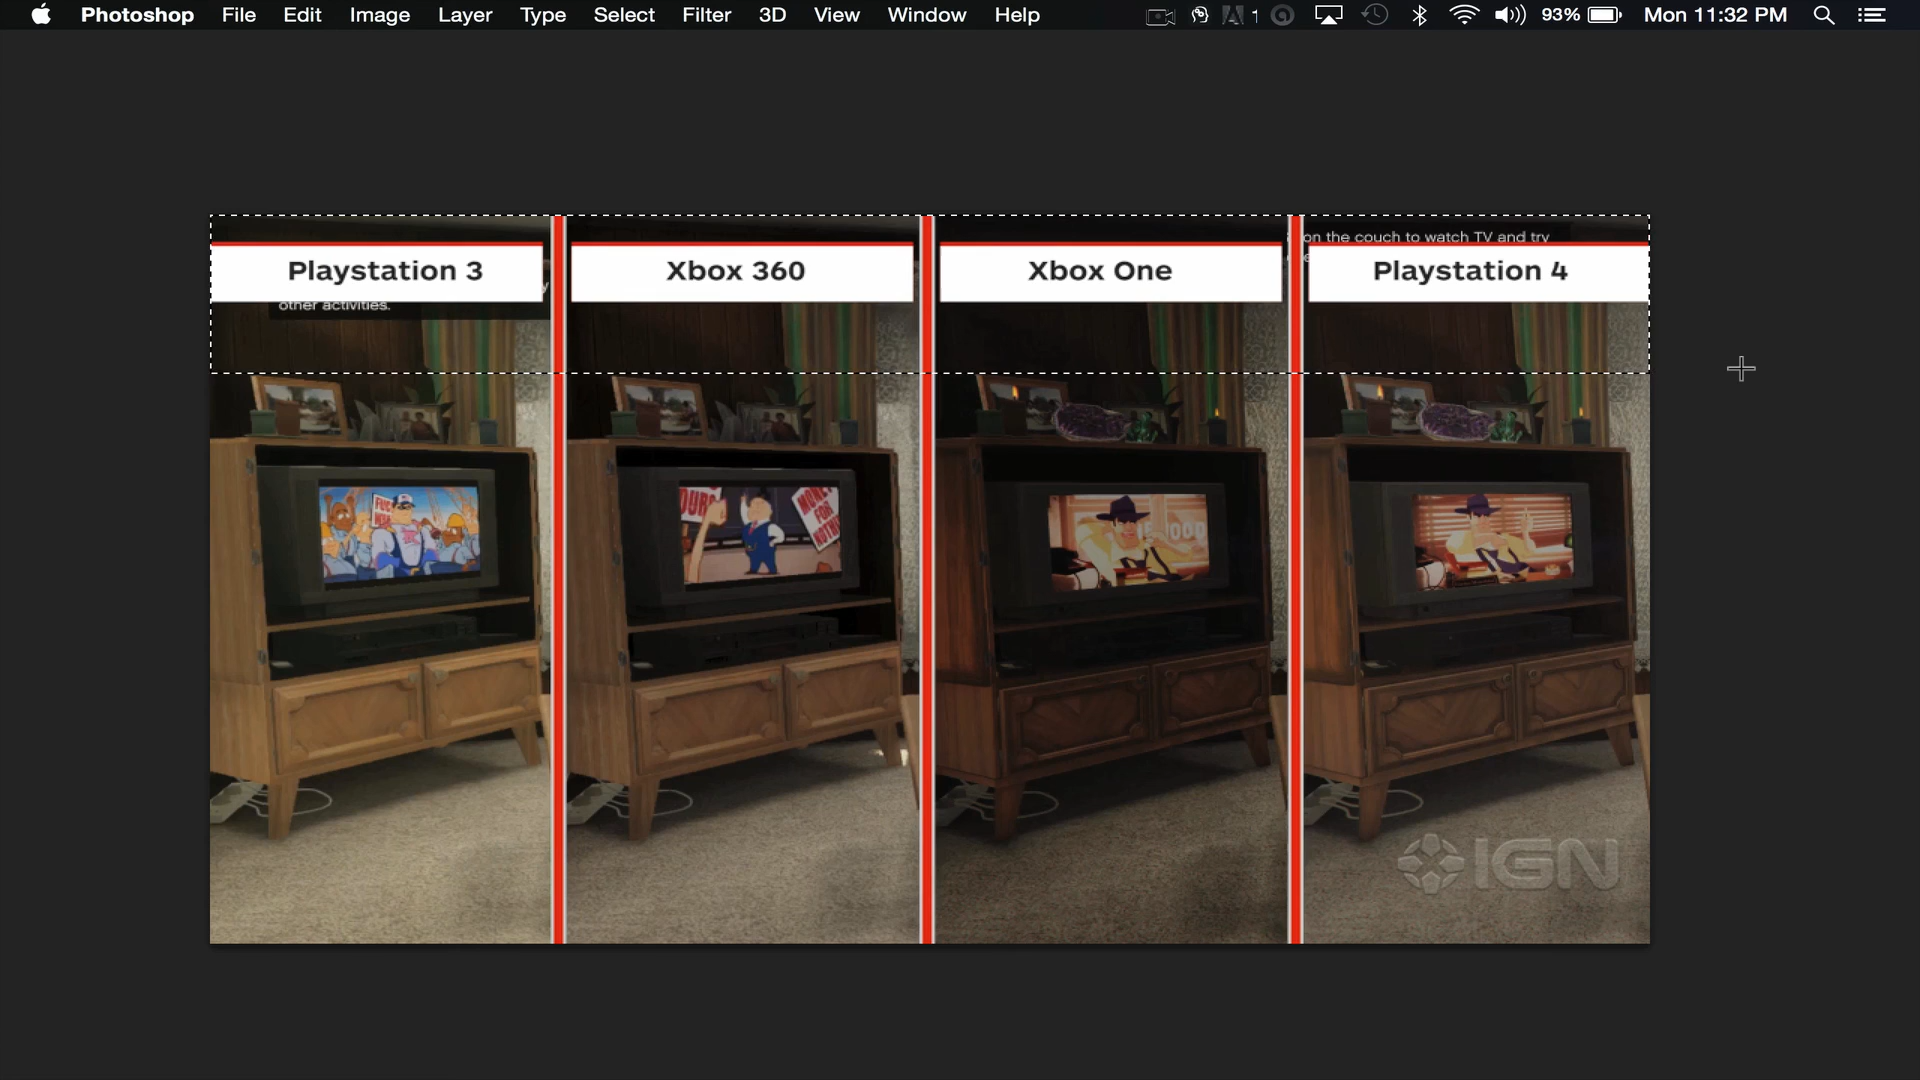 Photoshop File Edit Image Layer Type Select Filter 3D View Window Help 1 93% Mon 11:32 PM
on the couch to watch TV and try
Playstation 3 Xbox 360 Xbox One Playstation 4
other activities.
IGN